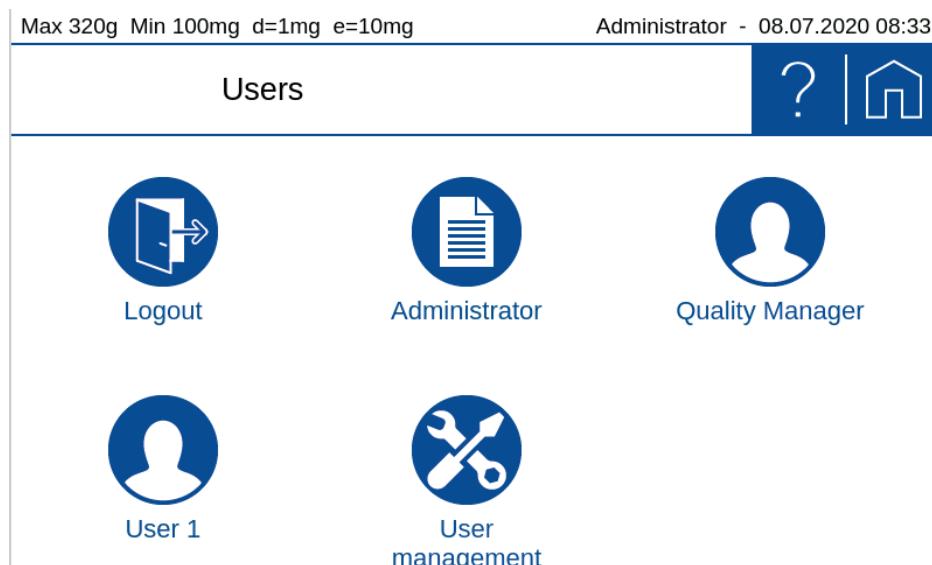 Max 320g Min 100mg d=1mg e=10mg Administrator - 08.07.2020 08:33
Users
?
Logout Administrator Quality Manager
User 1 User
management